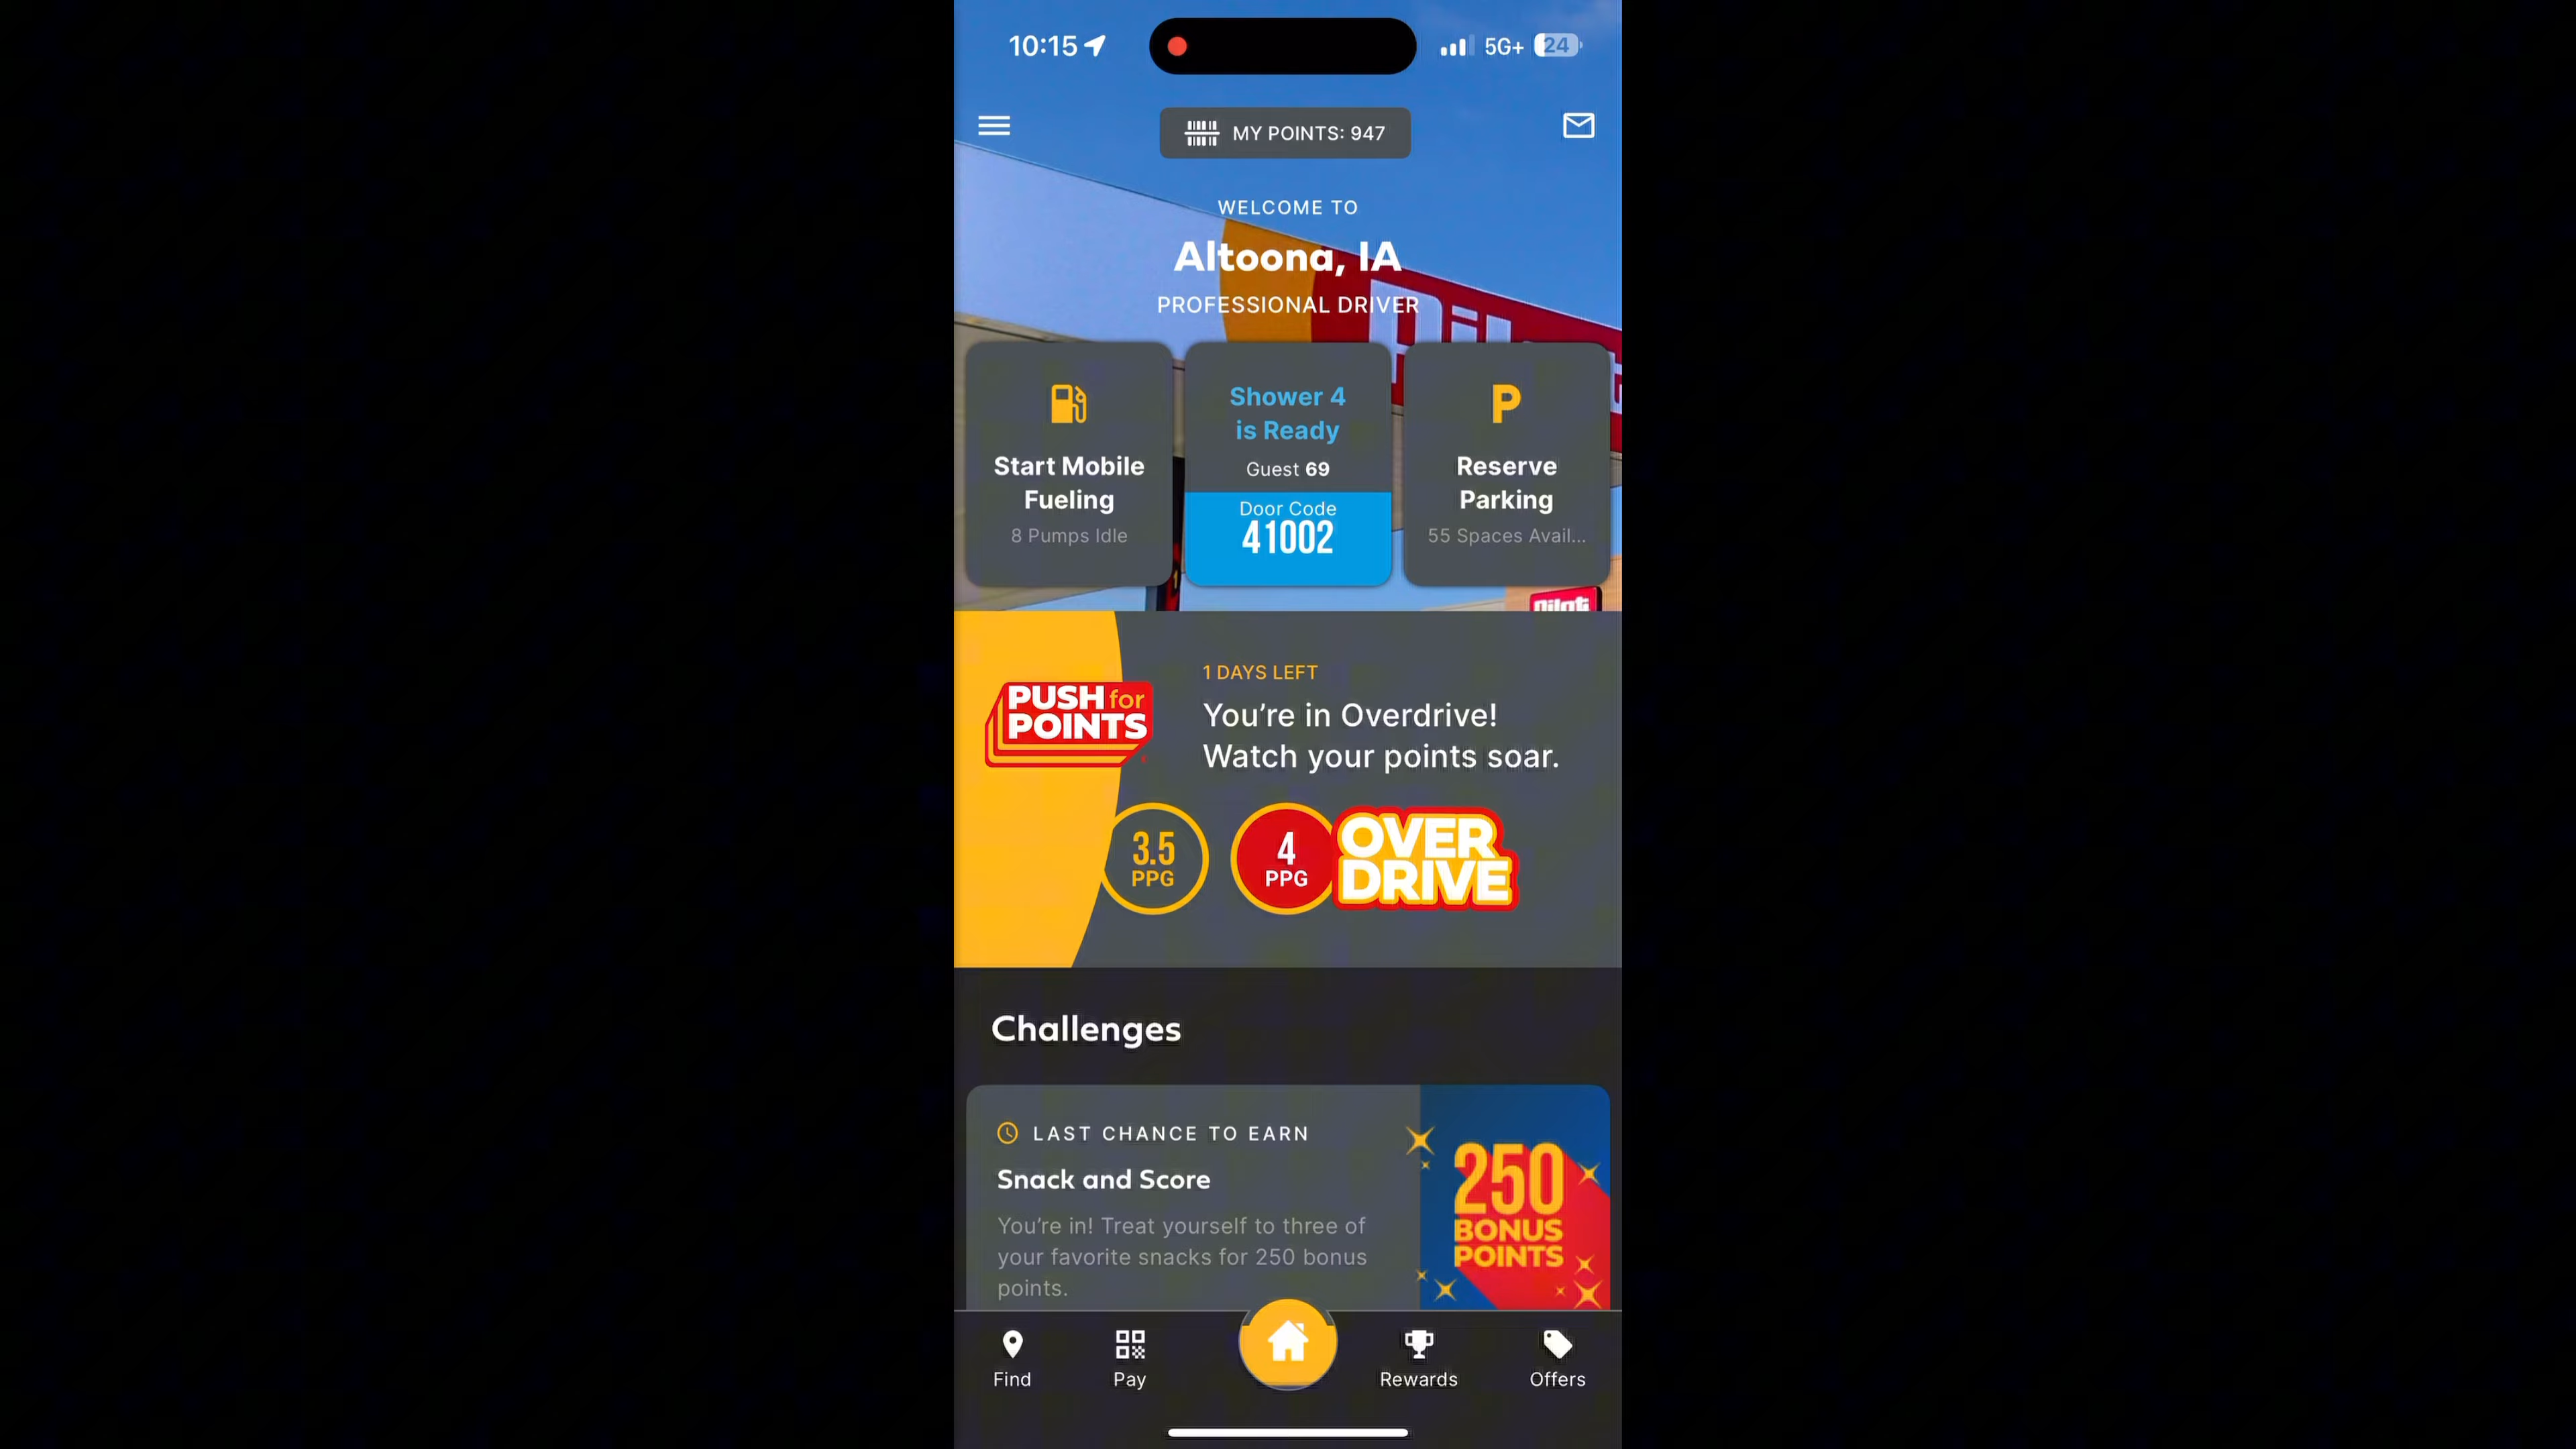 10:15
5G+
24
MY POINTS: 947
WELCOME TO
Altoona, IA
PROFESSIONAL DRIVER
Start Mobile
Fueling
8 Pumps Idle
Shower 4
is Ready
Guest 69
Door Code
41002
P
Reserve
Parking
55 Spaces Avail...
Pilot
PUSH for
POINTS
1 DAYS LEFT
You’re in Overdrive!
Watch your points soar.
3.5
PPG
4
PPG
OVER
DRIVE
Challenges
LAST CHANCE TO EARN
Snack and Score
You’re in! Treat yourself to three of
your favorite snacks for 250 bonus
points.
250
BONUS
POINTS
Find
Pay
Rewards
Offers